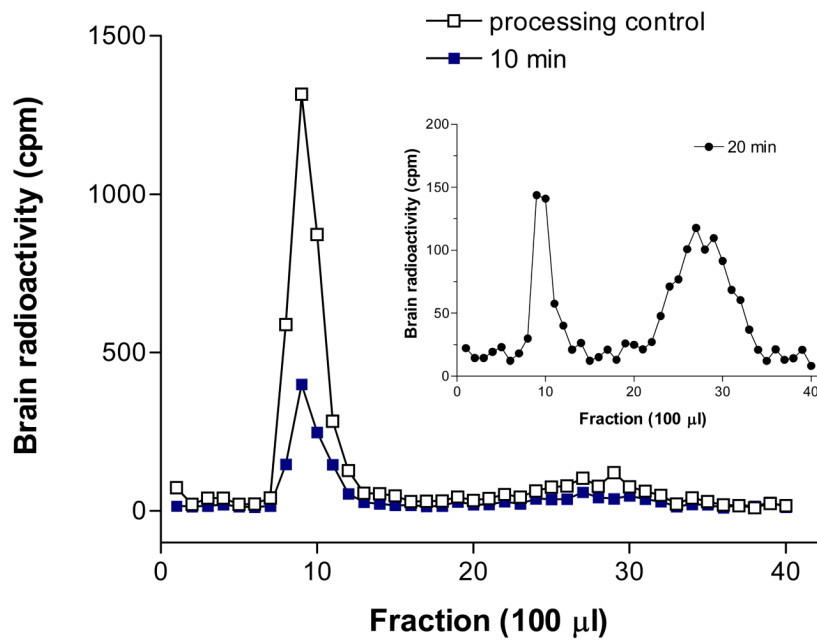 processing control
10 min
1500
1000
500
0
Brain radioactivity (cpm)
0 10 20 30 40
Fraction (100 μl)
20 min
200
150
100
50
0
Brain radioactivity (cpm)
0 10 20 30 40
Fraction (100 μl)